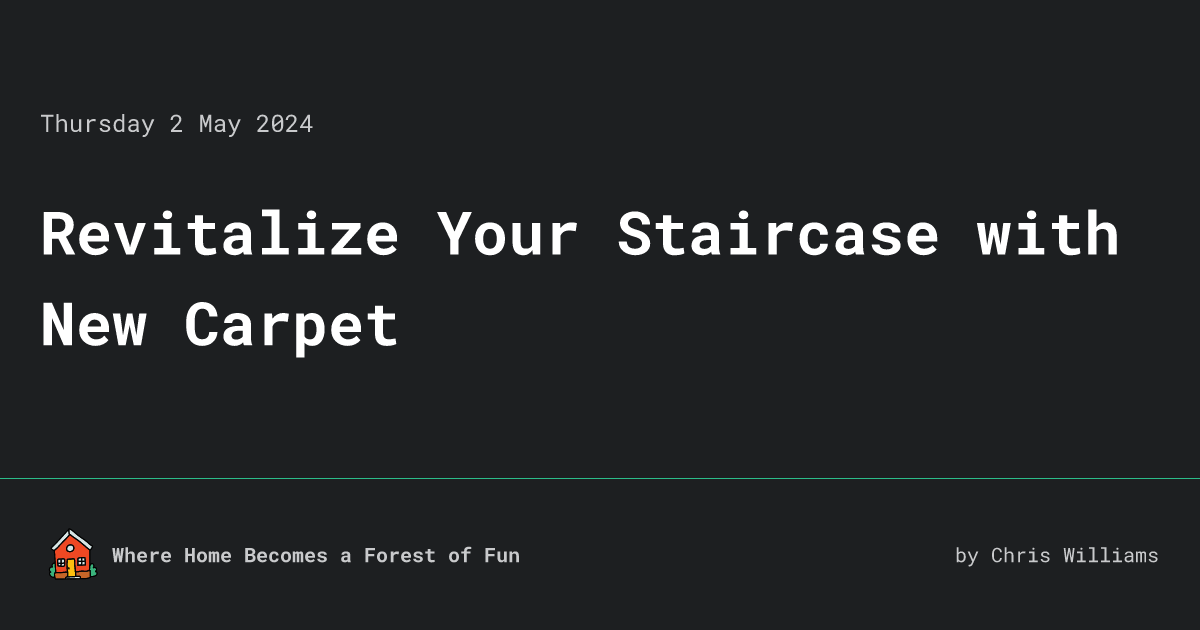 Thursday 2 May 2024
Revitalize Your Staircase with
New Carpet
Where Home Becomes a Forest of Fun
by Chris Williams